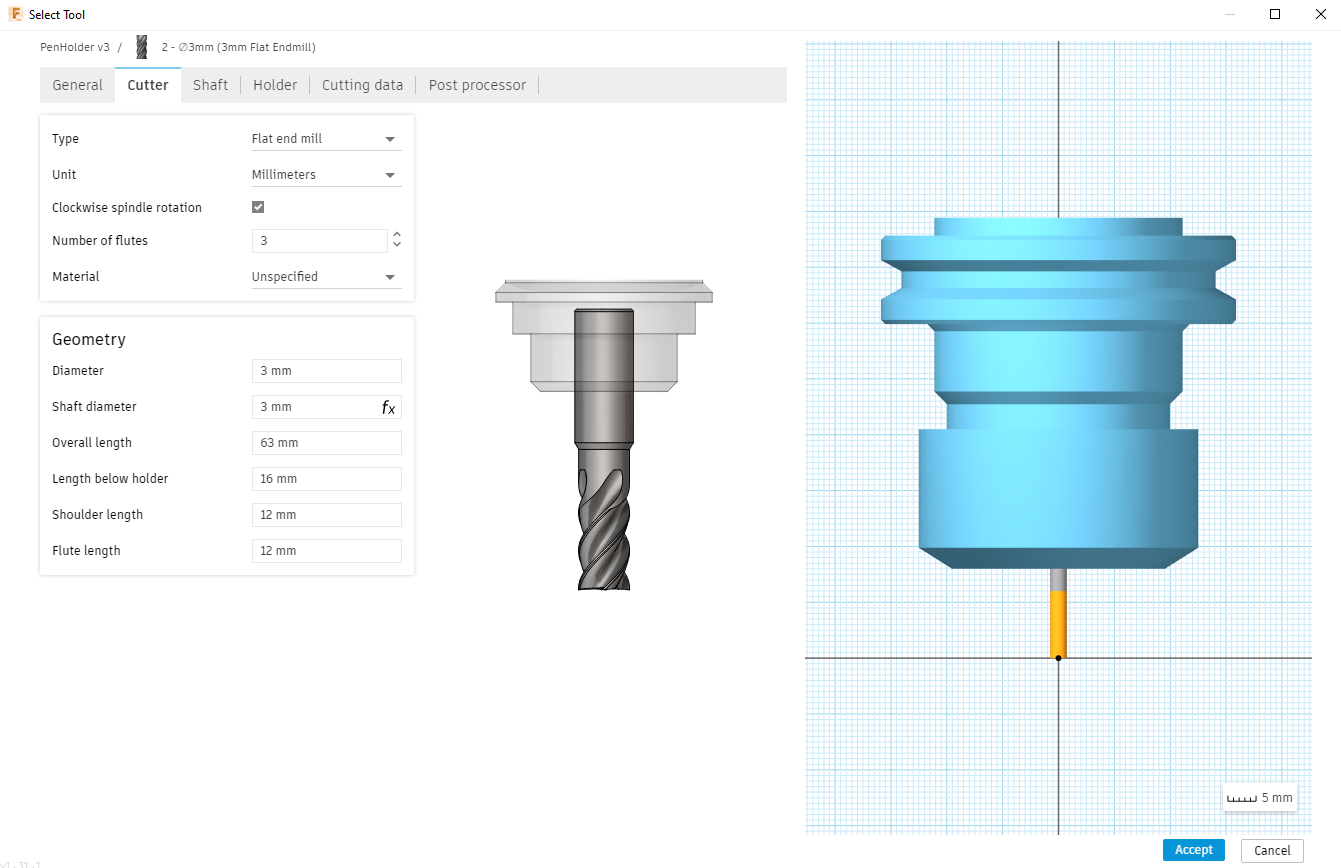 Select Tool
PenHolder v3 / 2 - Ø3mm (3mm Flat Endmill)
General Cutter Shaft Holder Cutting data Post processor
Type Flat end mill
Unit Millimeters
Clockwise spindle rotation
Number of flutes 3
Material Unspecified
Geometry
Diameter 3 mm
Shaft diameter 3 mm fx
Overall length 63 mm
Length below holder 16 mm
Shoulder length 12 mm
Flute length 12 mm
5 mm
Accept Cancel